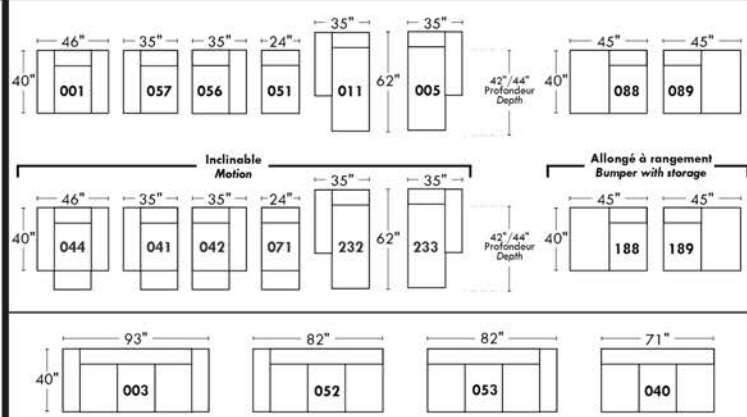 46" 35" 35" 24" 35" 35" 45" 45"
40" 001 057 056 051 011 62" 005 42"/44" 40" 088 089
Profondeur
Depth
Inclinable
Motion
Allongé à rangement
Bumper with storage
46" 35" 35" 24" 35" 35" 45" 45"
40" 044 041 042 071 232 62" 233 42"/44" 40" 188 189
Profondeur
Depth
93" 82" 82" 71"
40" 003 052 053 040